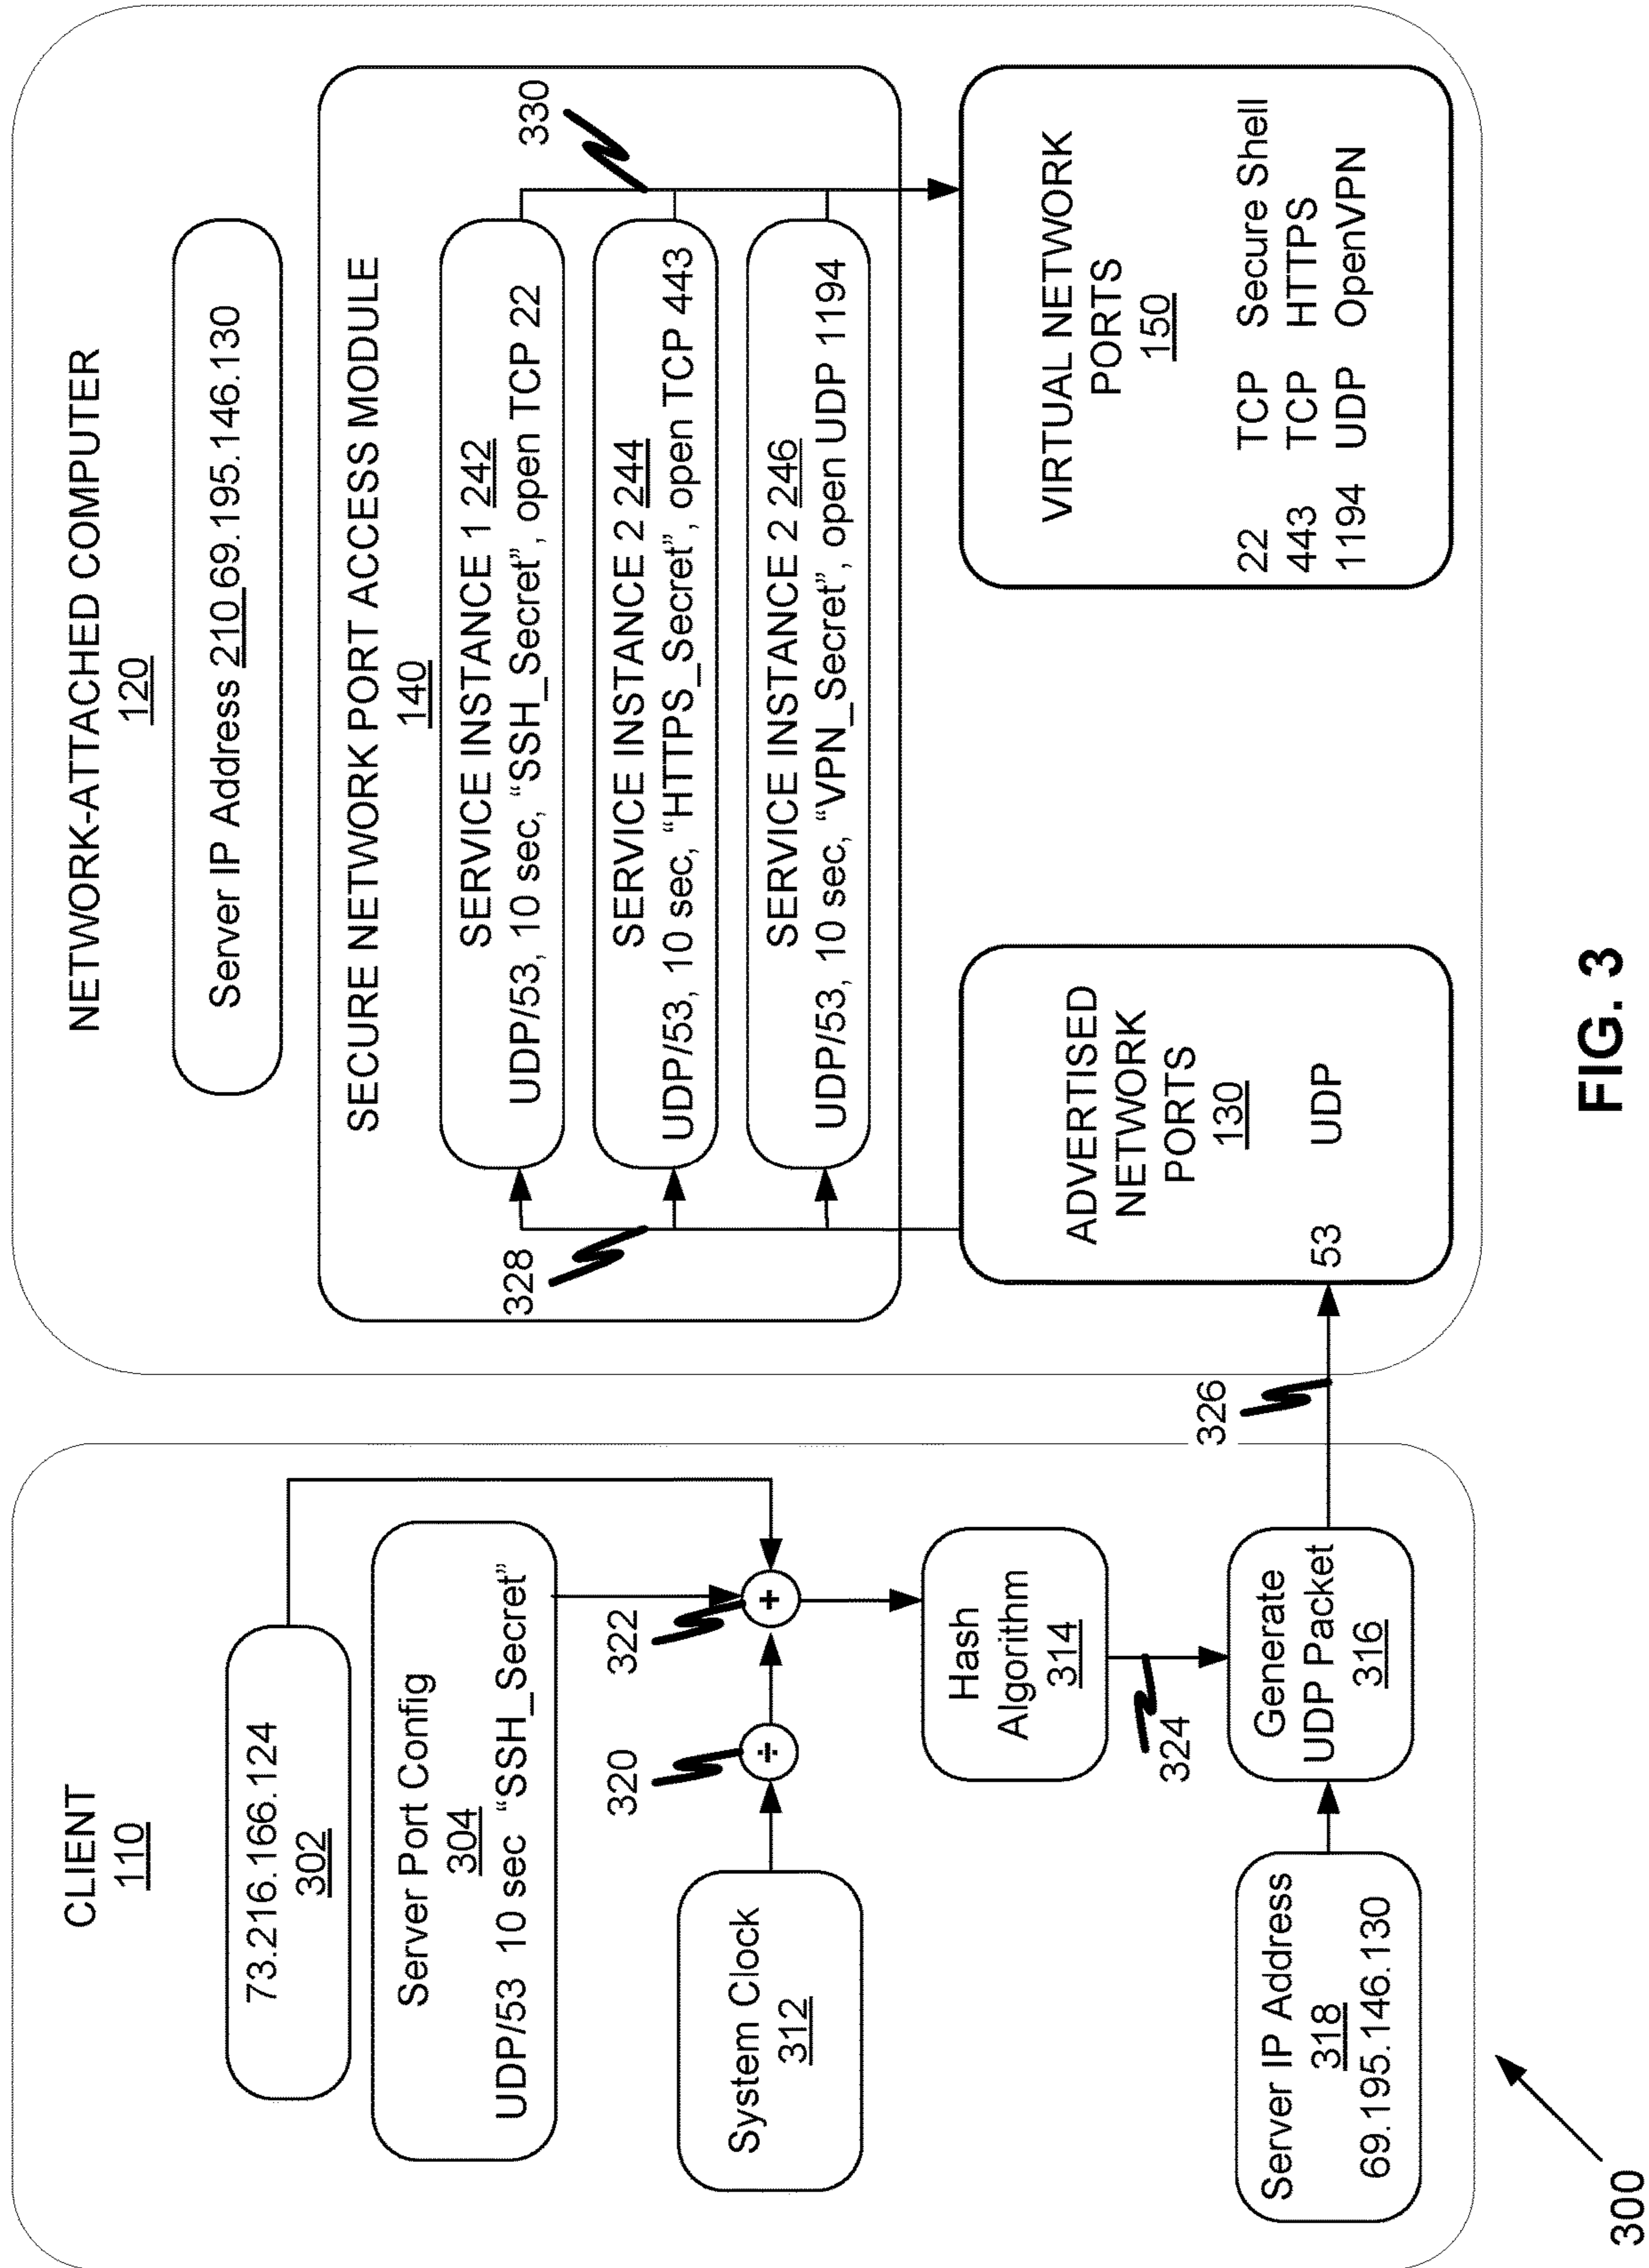 CLIENT
110
73.216.166.124
302
Server Port Config
304
UDP/53 10 sec “SSH_Secret”
System Clock
312
320
÷
322
+
Hash
Algorithm
314
324
Server IP Address
318
69.195.146.130
Generate
UDP Packet
316
326
300
NETWORK-ATTACHED COMPUTER
120
Server IP Address 210 69.195.146.130
SECURE NETWORK PORT ACCESS MODULE
140
SERVICE INSTANCE 1 242
UDP/53, 10 sec, “SSH_Secret”, open TCP 22
SERVICE INSTANCE 2 244
UDP/53, 10 sec, “HTTPS_Secret”, open TCP 443
SERVICE INSTANCE 2 246
UDP/53, 10 sec, “VPN_Secret”, open UDP 1194
328
330
ADVERTISED
NETWORK
PORTS
130
53 UDP
VIRTUAL NETWORK
PORTS
150
22 TCP Secure Shell
443 TCP HTTPS
1194 UDP OpenVPN
FIG. 3